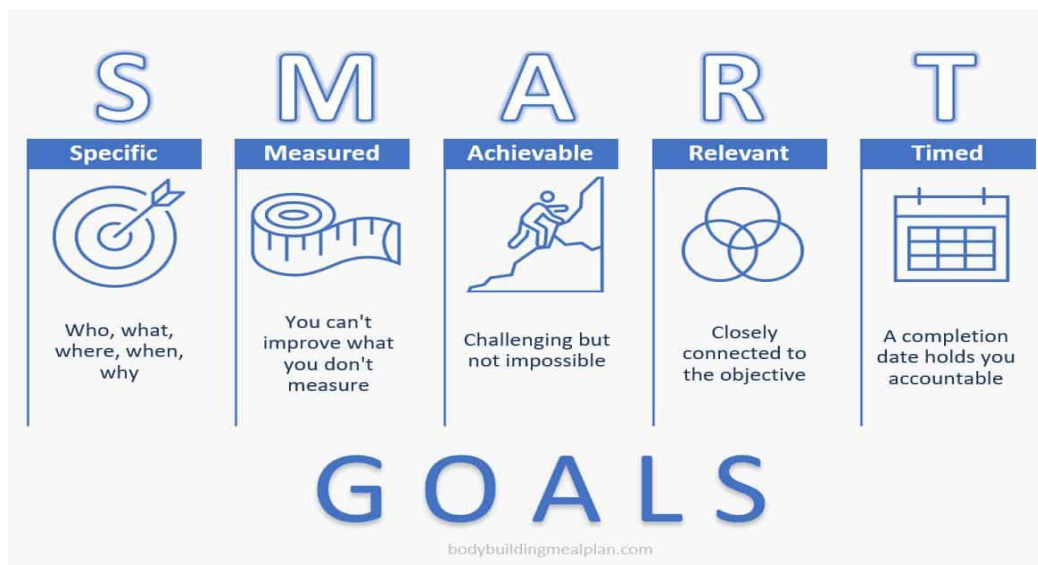 S M A R T
Specific
Who, what,
where, when,
why
Measured
You can't
improve what
you don't
measure
Achievable
Challenging but
not impossible
Relevant
Closely
connected to
the objective
Timed
A completion
date holds you
accountable
GOALS
bodybuildingmealplan.com